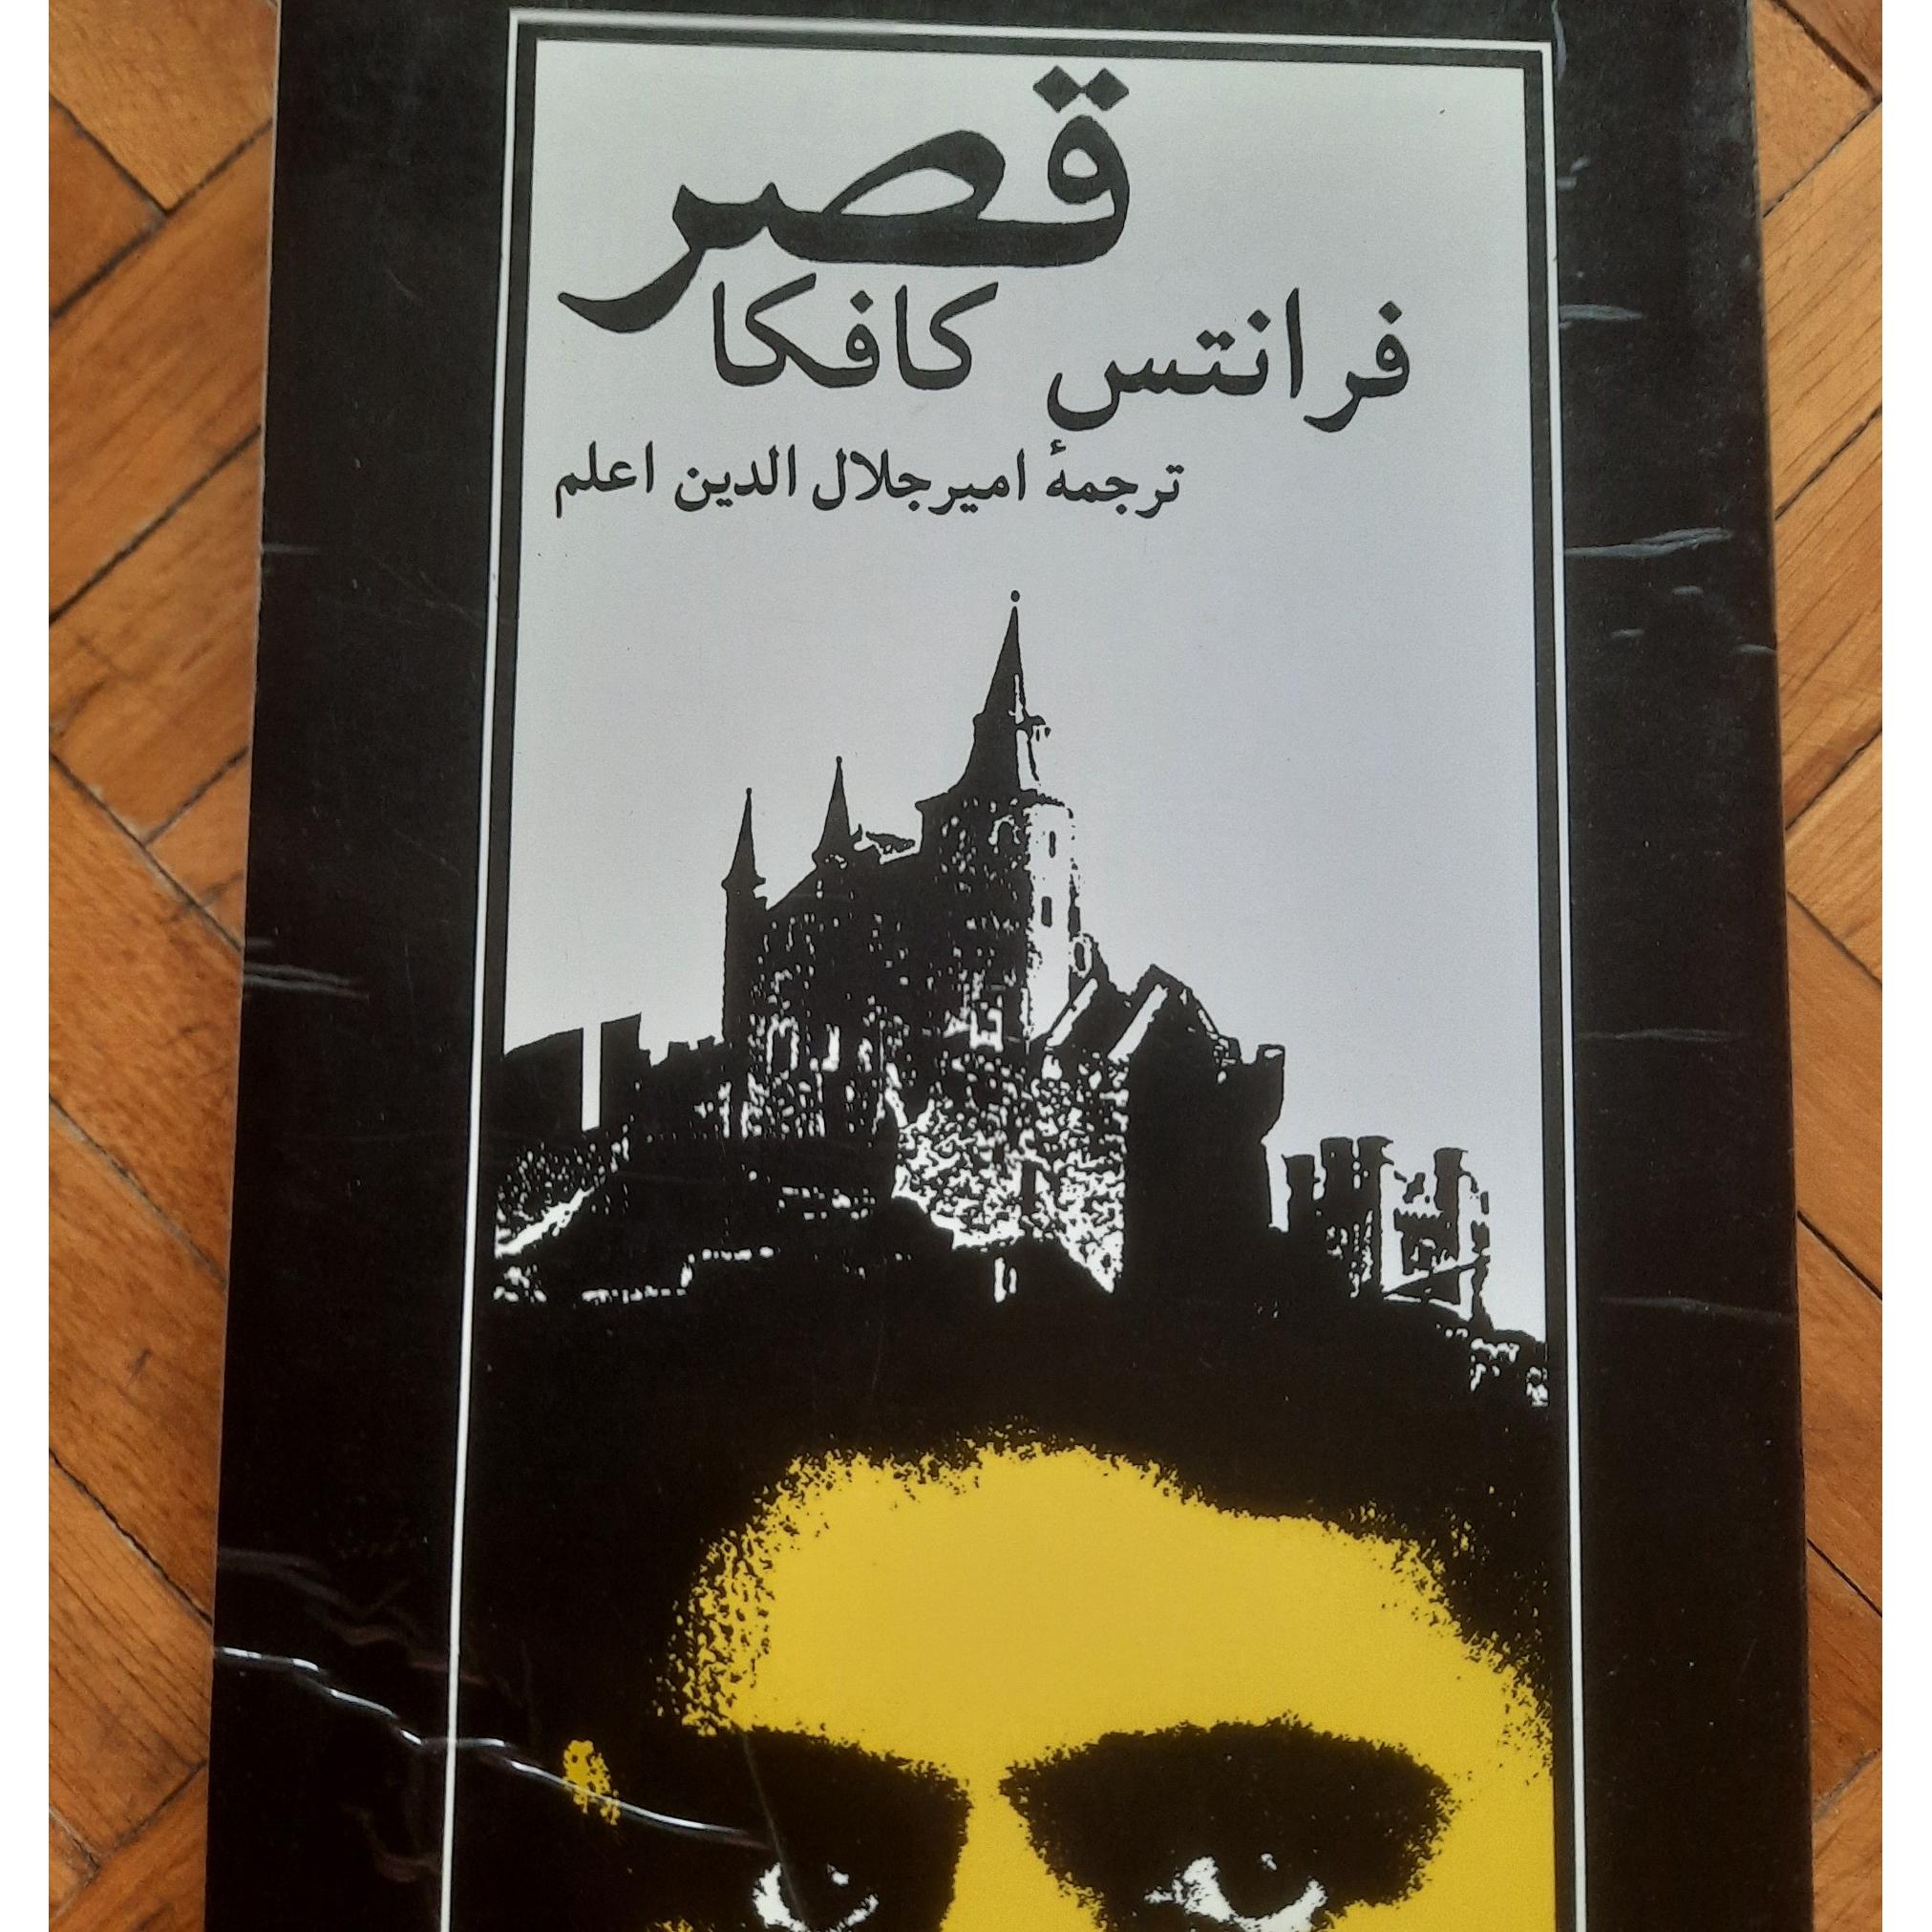 قصر
فرانتس کافکا
ترجمهٔ امیرجلال الدین اعلم